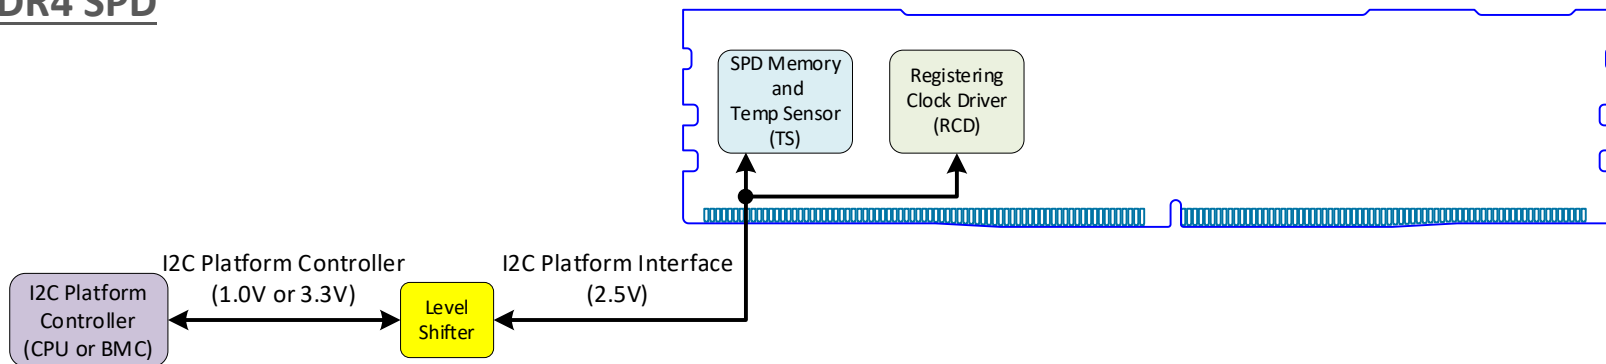 DR4 SPD
SPD Memory
and
Temp Sensor
(TS)
Registering
Clock Driver
(RCD)
I2C Platform Controller
(1.0V or 3.3V)
I2C Platform Interface
(2.5V)
I2C Platform
Controller
(CPU or BMC)
Level
Shifter